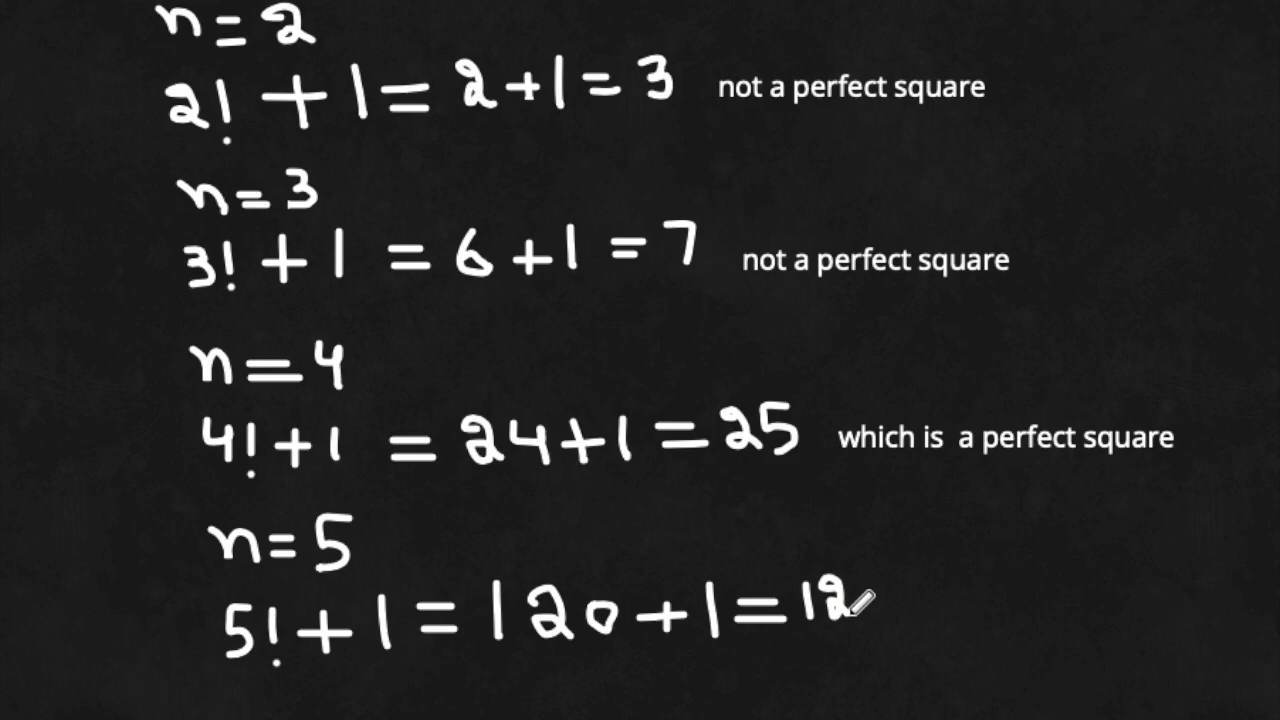 n=2
2! + 1 = 2+1 = 3 not a perfect square
n=3
3! + 1 = 6+1 = 7 not a perfect square
n=4
4!+1 = 24+1 = 25 which is a perfect square
n=5
5!+1 = 120+1 = 12